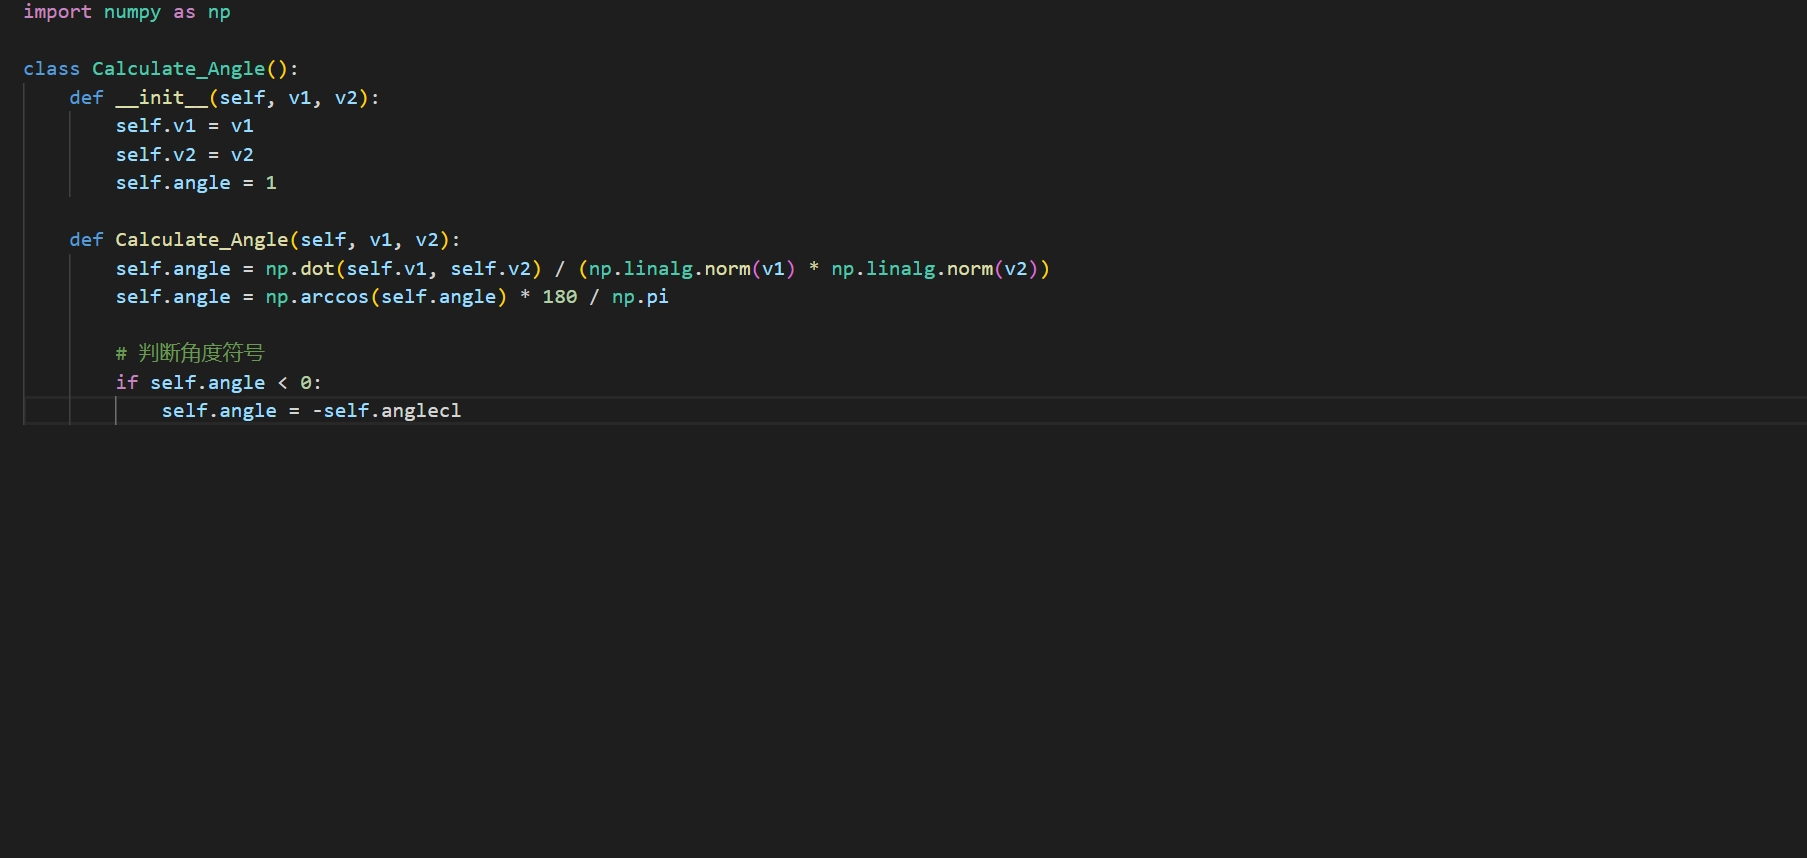 import numpy as np
class Calculate_Angle():
def __init__(self, v1, v2):
self.v1 = v1
self.v2 = v2
self.angle = 1
def Calculate_Angle(self, v1, v2):
self.angle = np.dot(self.v1, self.v2) / (np.linalg.norm(v1) * np.linalg.norm(v2))
self.angle = np.arccos(self.angle) * 180 / np.pi
# 判断角度符号
if self.angle < 0:
self.angle = -self.anglecl